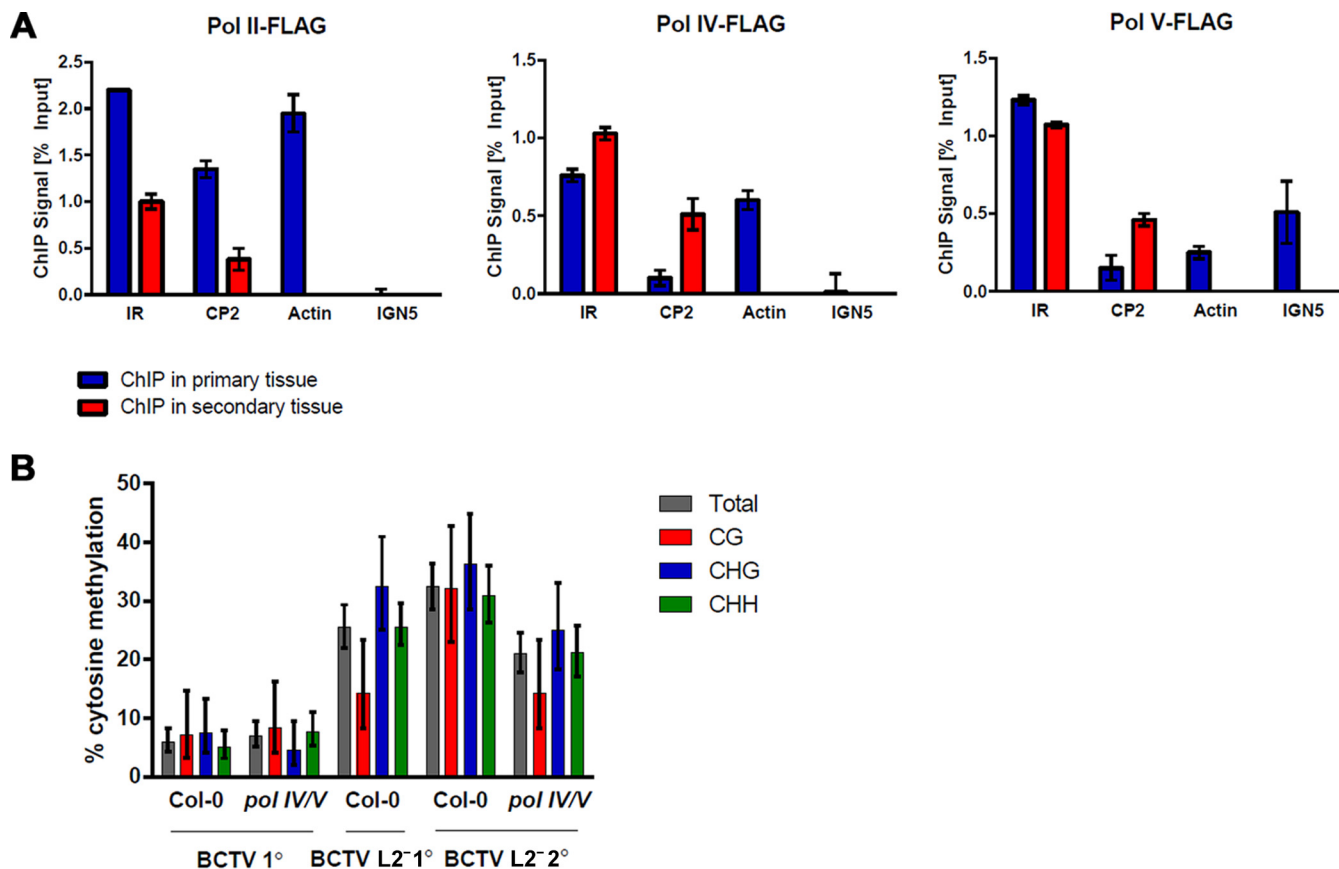 A
Pol II-FLAG
Pol IV-FLAG
Pol V-FLAG
ChIP Signal [% Input]
2.5
2.0
1.5
1.0
0.5
0.0
IR CP2 Actin IGN5
ChIP Signal [% Input]
1.5
1.0
0.5
0.0
IR CP2 Actin IGN5
ChIP Signal [% Input]
1.5
1.0
0.5
0.0
IR CP2 Actin IGN5
ChIP in primary tissue
ChIP in secondary tissue
B
% cytosine methylation
50
40
30
20
10
0
Total
CG
CHG
CHH
Col-0 pol IV/V Col-0 Col-0 pol IV/V
BCTV 1° BCTV L2⁻1° BCTV L2⁻2°